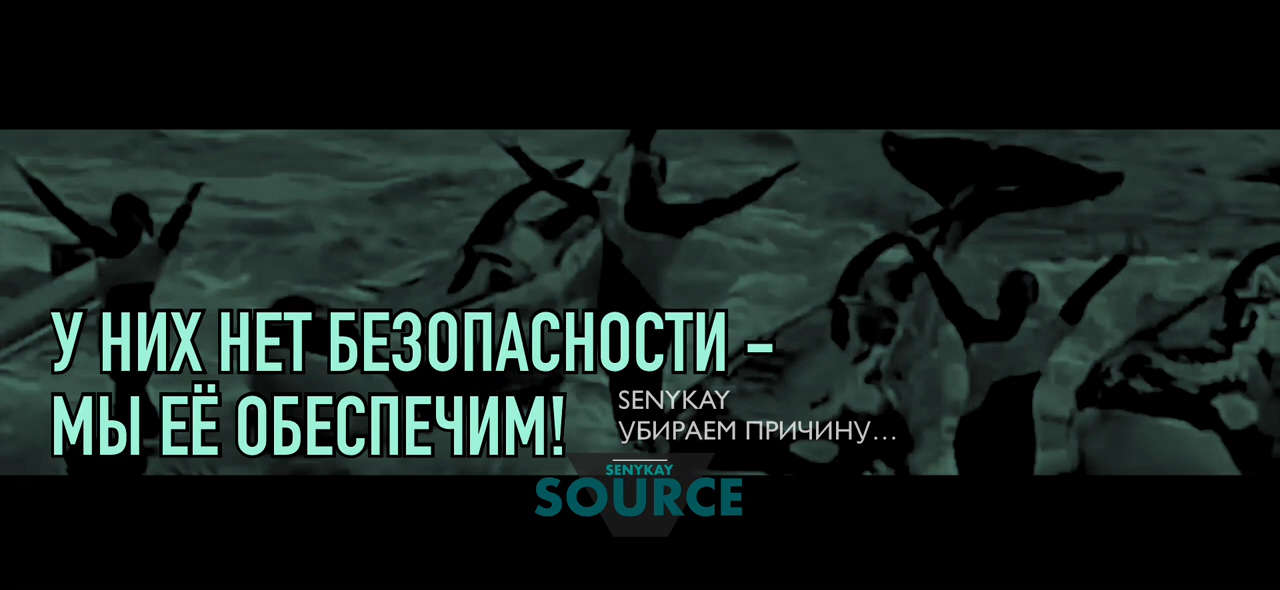 У НИХ НЕТ БЕЗОПАСНОСТИ –
МЫ ЕЁ ОБЕСПЕЧИМ!
SENYKAY
УБИРАЕМ ПРИЧИНУ...
SENYKAY
SOURCE